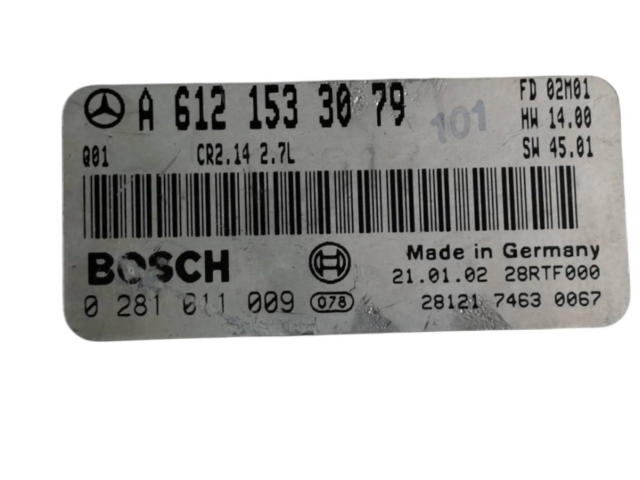 A 612 153 30 79
FD 02M01
HW 14.00
101
Q01 CR2.14 2.7L
SW 45.01
BOSCH
Made in Germany
21.01.02 28RTF000
0 281 011 009 078
28121 7463 0067